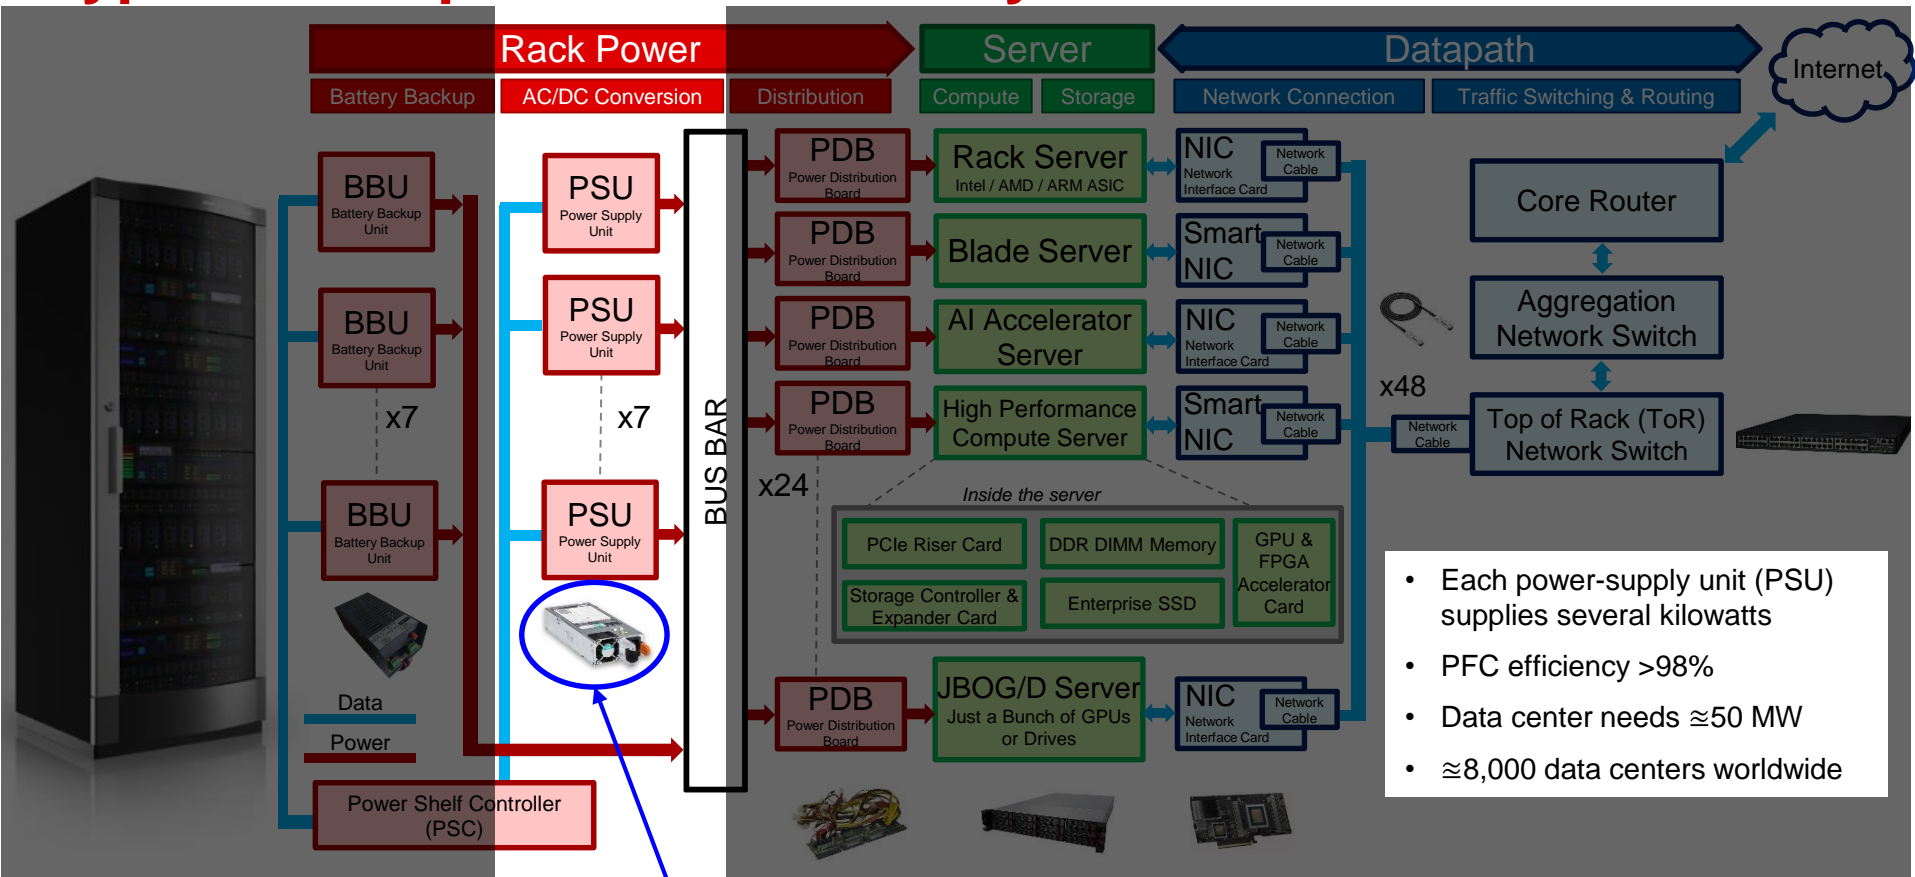 Rack Power
Server
Datapath
Internet
Battery Backup
AC/DC Conversion
Distribution
Compute
Storage
Network Connection
Traffic Switching & Routing
BBU
Battery Backup
Unit
BBU
Battery Backup
Unit
x7
BBU
Battery Backup
Unit
PSU
Power Supply
Unit
PSU
Power Supply
Unit
x7
PSU
Power Supply
Unit
BUS BAR
PDB
Power Distribution
Board
PDB
Power Distribution
Board
PDB
Power Distribution
Board
PDB
Power Distribution
Board
x24
PDB
Power Distribution
Board
Rack Server
Intel / AMD / ARM ASIC
Blade Server
AI Accelerator
Server
High Performance
Compute Server
Inside the server
PCIe Riser Card
DDR DIMM Memory
GPU &
FPGA
Accelerator
Card
Storage Controller &
Expander Card
Enterprise SSD
JBOG/D Server
Just a Bunch of GPUs
or Drives
NIC
Network
Interface Card
Network
Cable
Smart
NIC
Network
Cable
NIC
Network
Interface Card
Network
Cable
Smart
NIC
Network
Cable
NIC
Network
Interface Card
Network
Cable
x48
Network
Cable
Core Router
Aggregation
Network Switch
Top of Rack (ToR)
Network Switch
Data
Power
Power Shelf Controller
(PSC)
• Each power-supply unit (PSU)
supplies several kilowatts
• PFC efficiency >98%
• Data center needs ≅50 MW
• ≅8,000 data centers worldwide